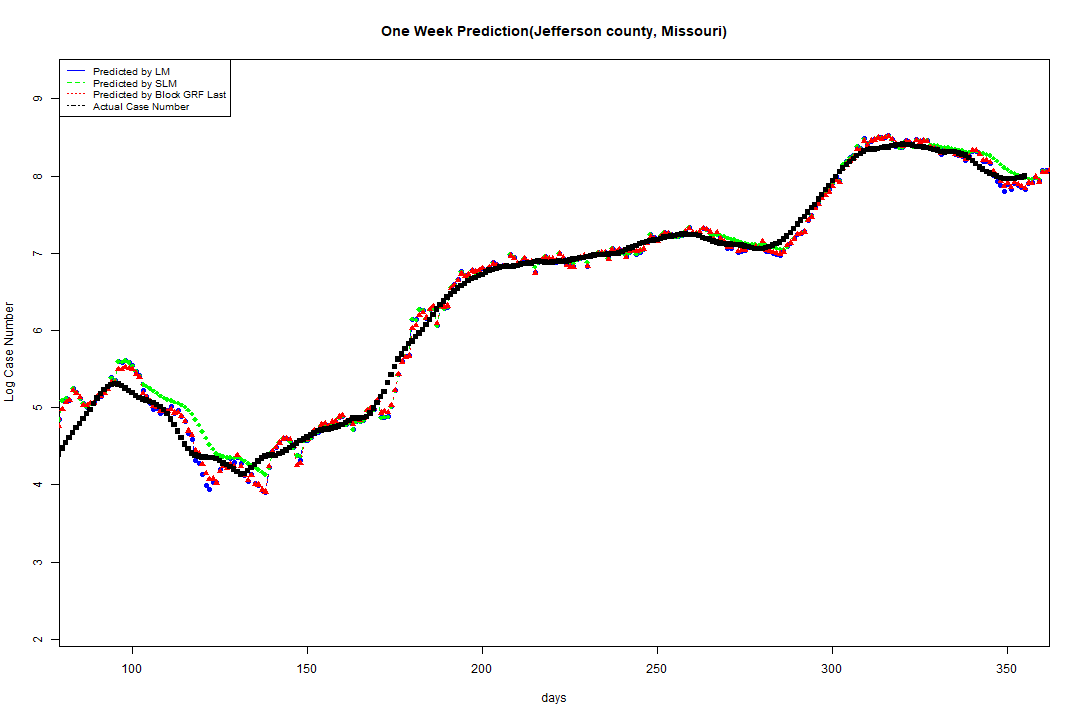 One Week Prediction(Jefferson county, Missouri)
Predicted by LM
Predicted by SLM
Predicted by Block GRF Last
Actual Case Number
Log Case Number
9
8
7
6
5
4
3
2
100 150 200 250 300 350
days